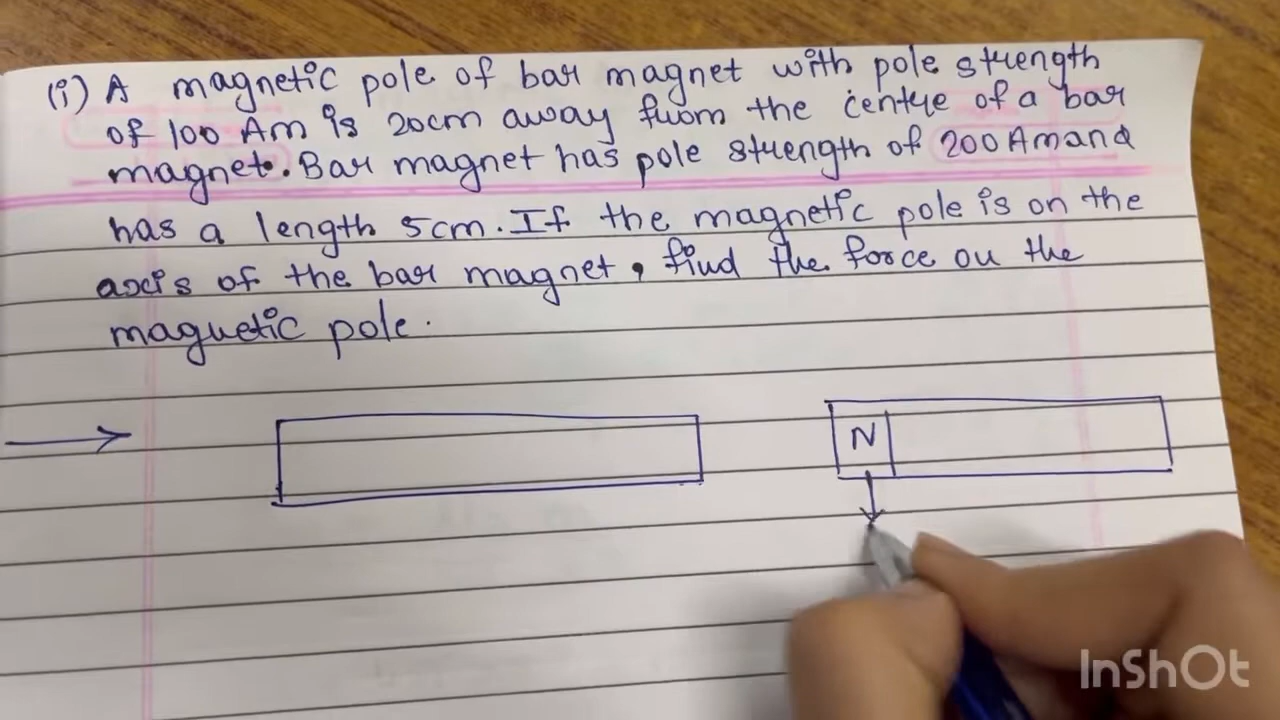 (i) A magnetic pole of bar magnet with pole strength
of 100 Am is 20cm away from the centre of a bar
magnet. Bar magnet has pole strength of 200 Am and
has a length 5cm. If the magnetic pole is on the
axis of the bar magnet, find the force on the
magnetic pole.
N
InShOt